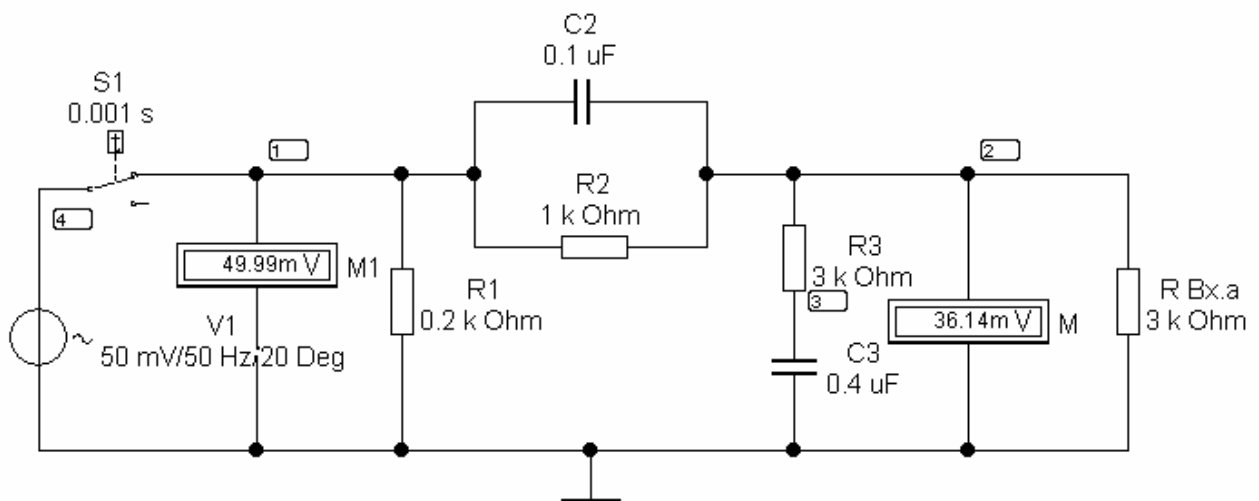 C2
0.1 uF
S1
0.001 s
1
2
R2
1 k Ohm
4
49.99m V
M1
R1
0.2 k Ohm
R3
3 k Ohm
3
36.14m V
M
R Bx.a
3 k Ohm
V1
50 mV/50 Hz/20 Deg
C3
0.4 uF